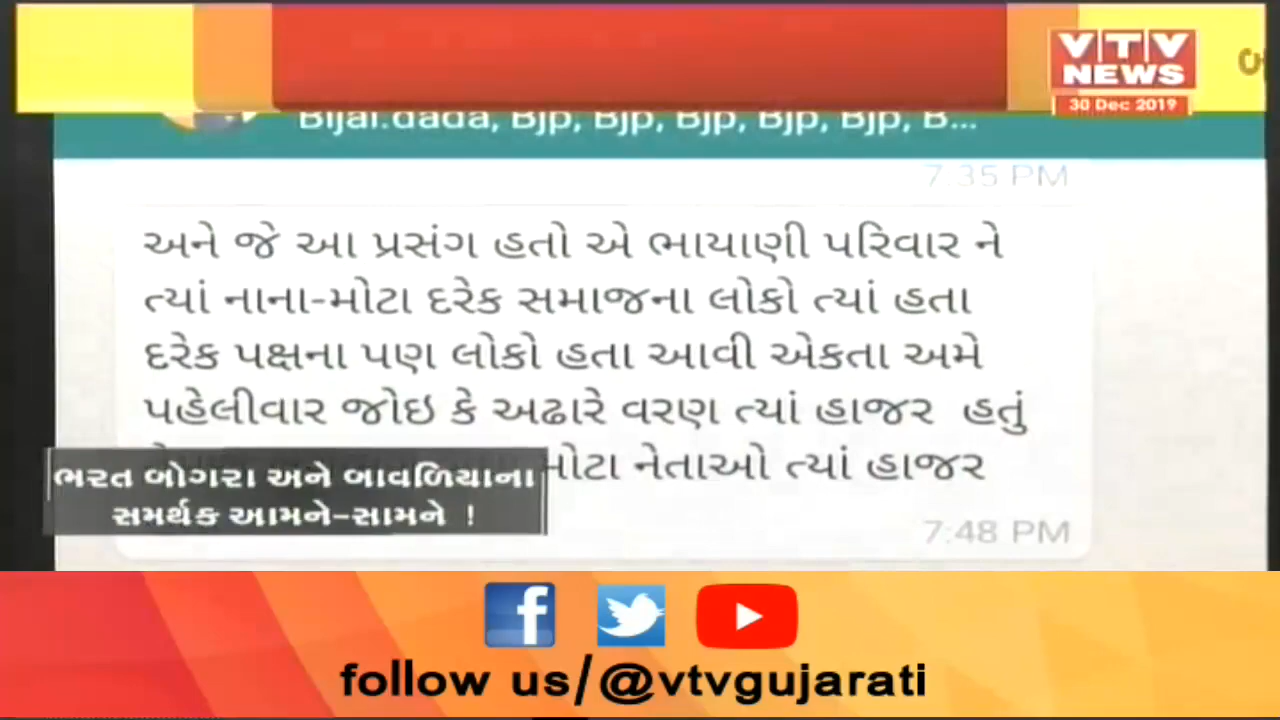 VTV
NEWS
30 Dec 2019
Bijal.dada, Bjp, Bjp, Bjp, Bjp, Bjp, B...
7:35 PM
અને જે આ પ્રસંગ હતો એ ભાયાણી પરિવાર ને
ત્યાં નાના-મોટા દરેક સમાજના લોકો ત્યાં હતા
દરેક પક્ષના પણ લોકો હતા આવી એકતા અમે
પહેલીવાર જોઇ કે અઢારે વરણ ત્યાં હાજર હતું
મોટા નેતાઓ ત્યાં હાજર
7:48 PM
ભરત બોગરા અને બાવળિયાના
સમર્થક આમને-સામને !
follow us/@vtvgujarati